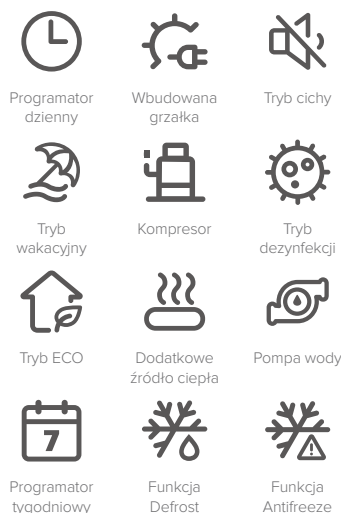 Programator
dzienny
Wbudowana
grzałka
Tryb cichy
Tryb
wakacyjny
Kompresor
Tryb
dezynfekcji
Tryb ECO
Dodatkowe
źródło ciepła
Pompa wody
7
Programator
tygodniowy
Funkcja
Defrost
Funkcja
Antifreeze